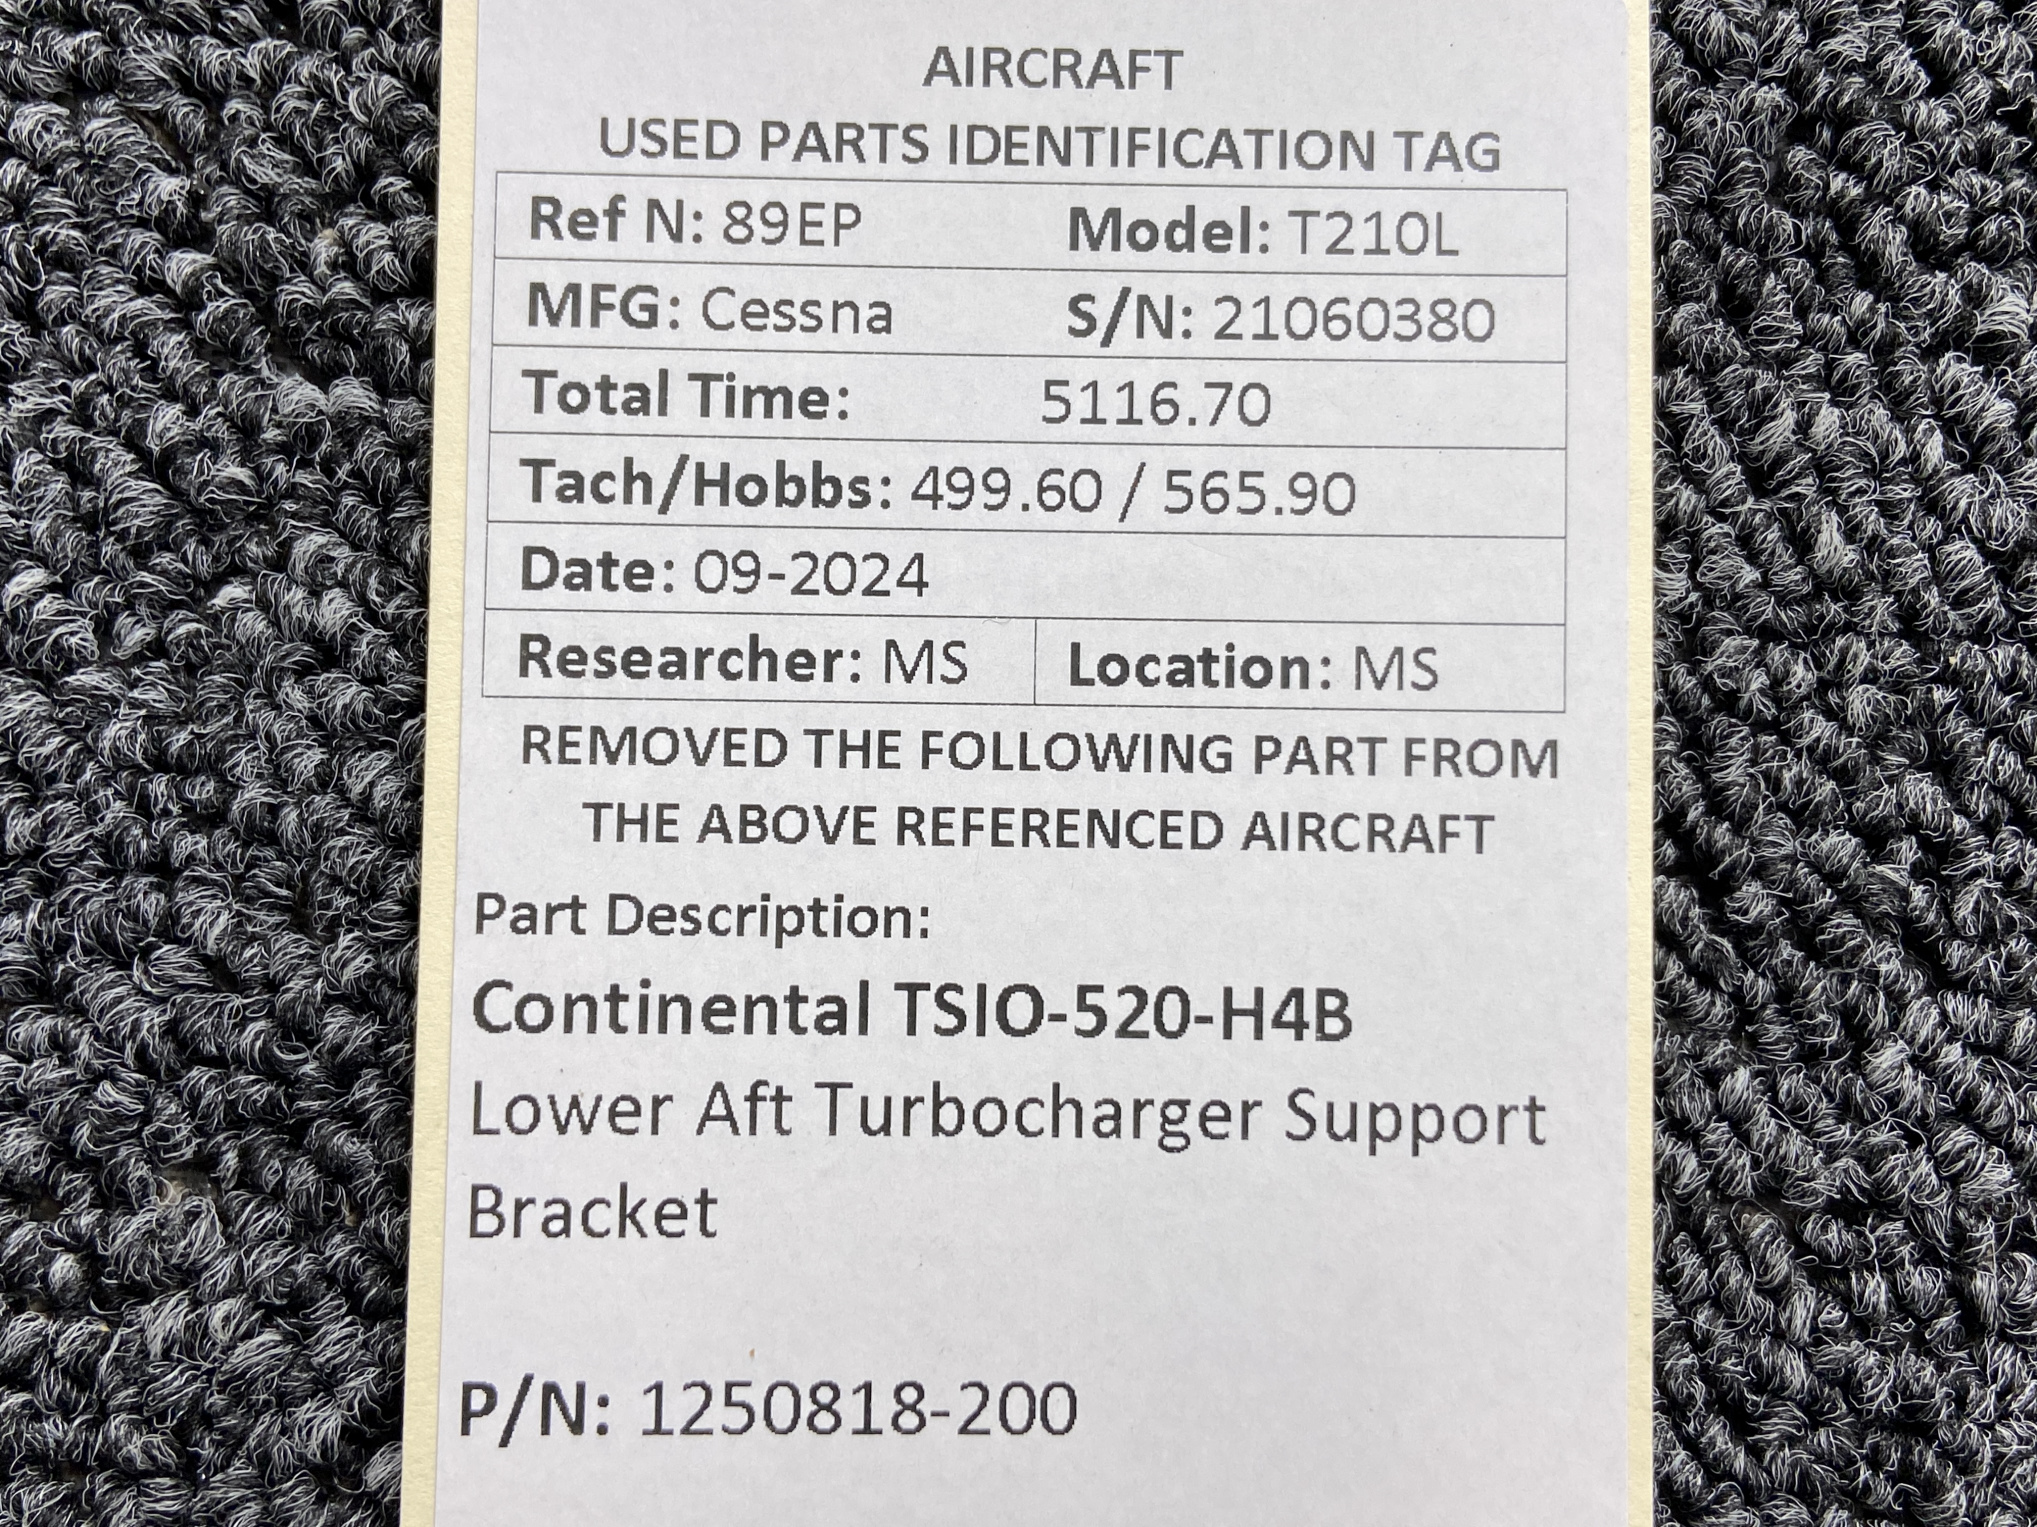 AIRCRAFT
USED PARTS IDENTIFICATION TAG
Ref N: 89EP Model: T210L
MFG: Cessna S/N: 21060380
Total Time: 5116.70
Tach/Hobbs: 499.60 / 565.90
Date: 09-2024
Researcher: MS Location: MS
REMOVED THE FOLLOWING PART FROM
THE ABOVE REFERENCED AIRCRAFT
Part Description:
Continental TSIO-520-H4B
Lower Aft Turbocharger Support
Bracket
P/N: 1250818-200